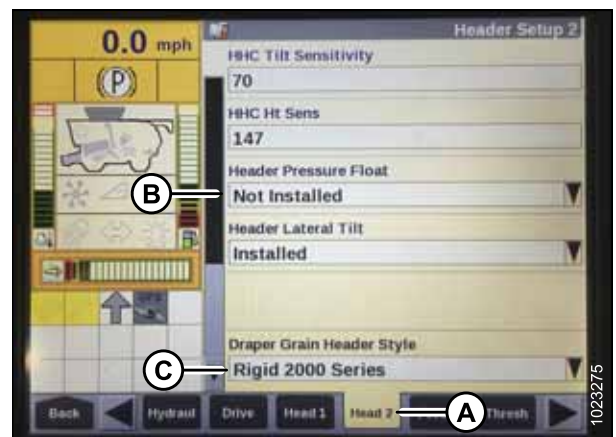 0.0 mph
Header Setup 2
(P)
HHC Tilt Sensitivity
70
HHC Ht Sens
147
Header Pressure Float
B
Not Installed
Header Lateral Tilt
Installed
Draper Grain Header Style
C
Rigid 2000 Series
Back
Hydraul
Drive
Head 1
Head 2
A
Thresh
1023275